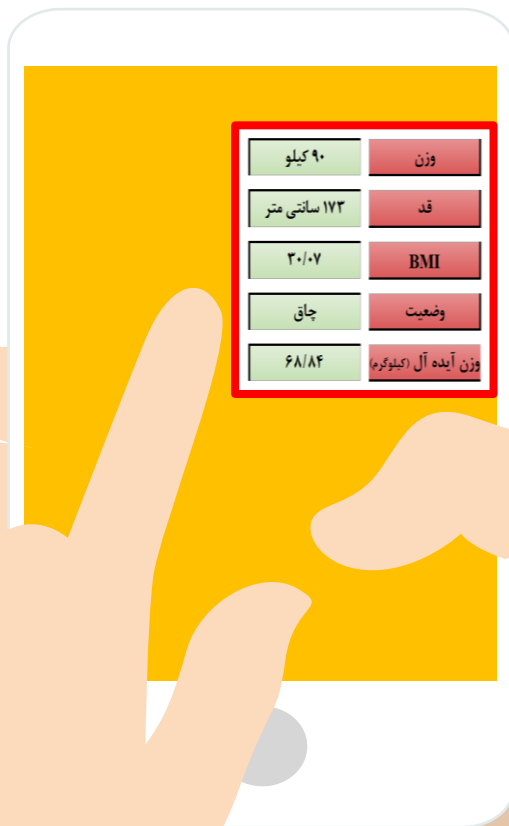 وزن ۹۰ کیلو
قد ۱۷۳ سانتی متر
BMI ۳۰/۰۷
وضعیت چاق
وزن آیده آل (کیلوگرم) ۶۸/۸۴